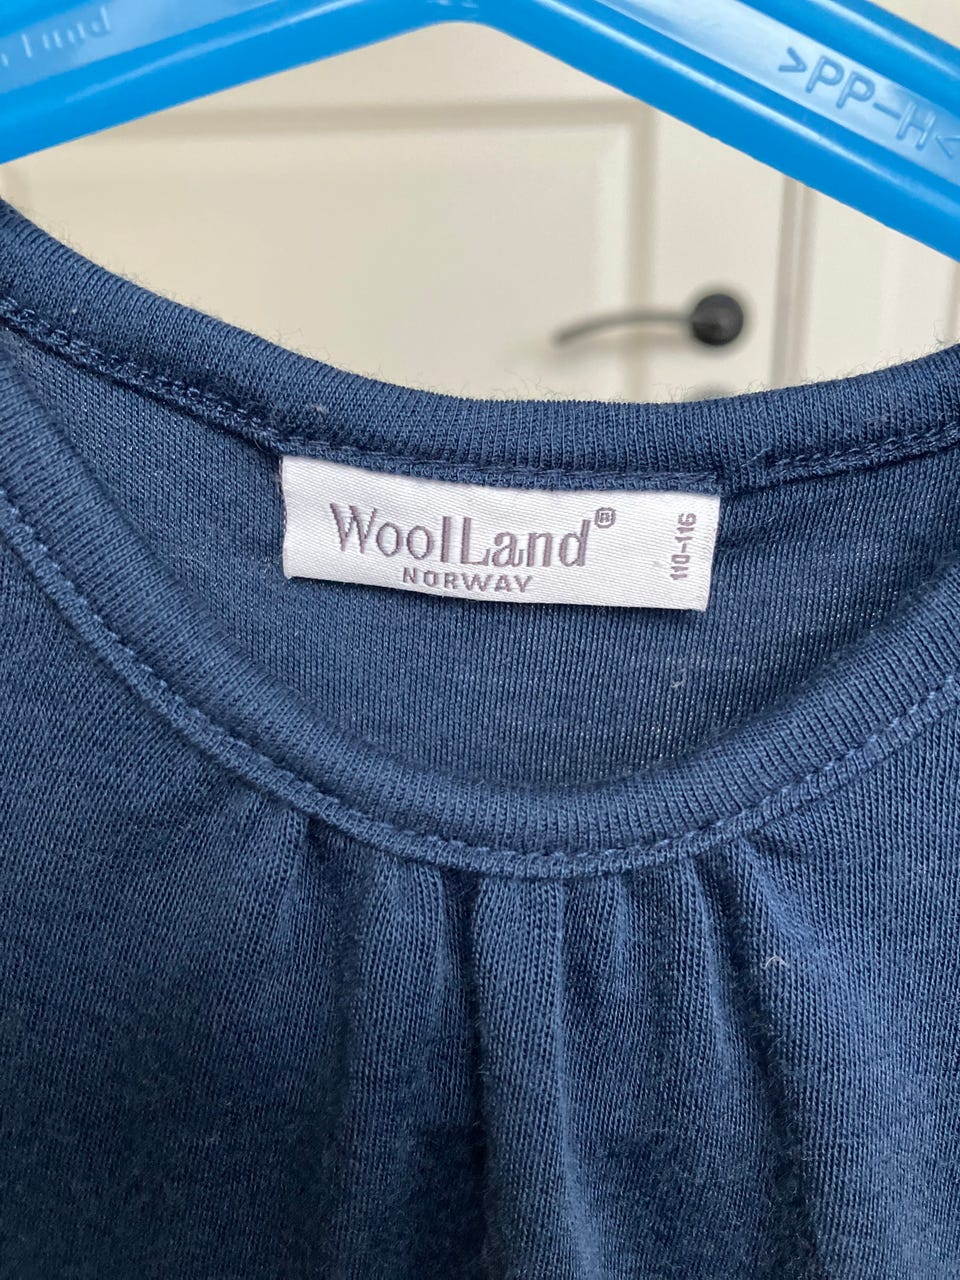 >PP-H<
WoolLand®
NORWAY
110-116